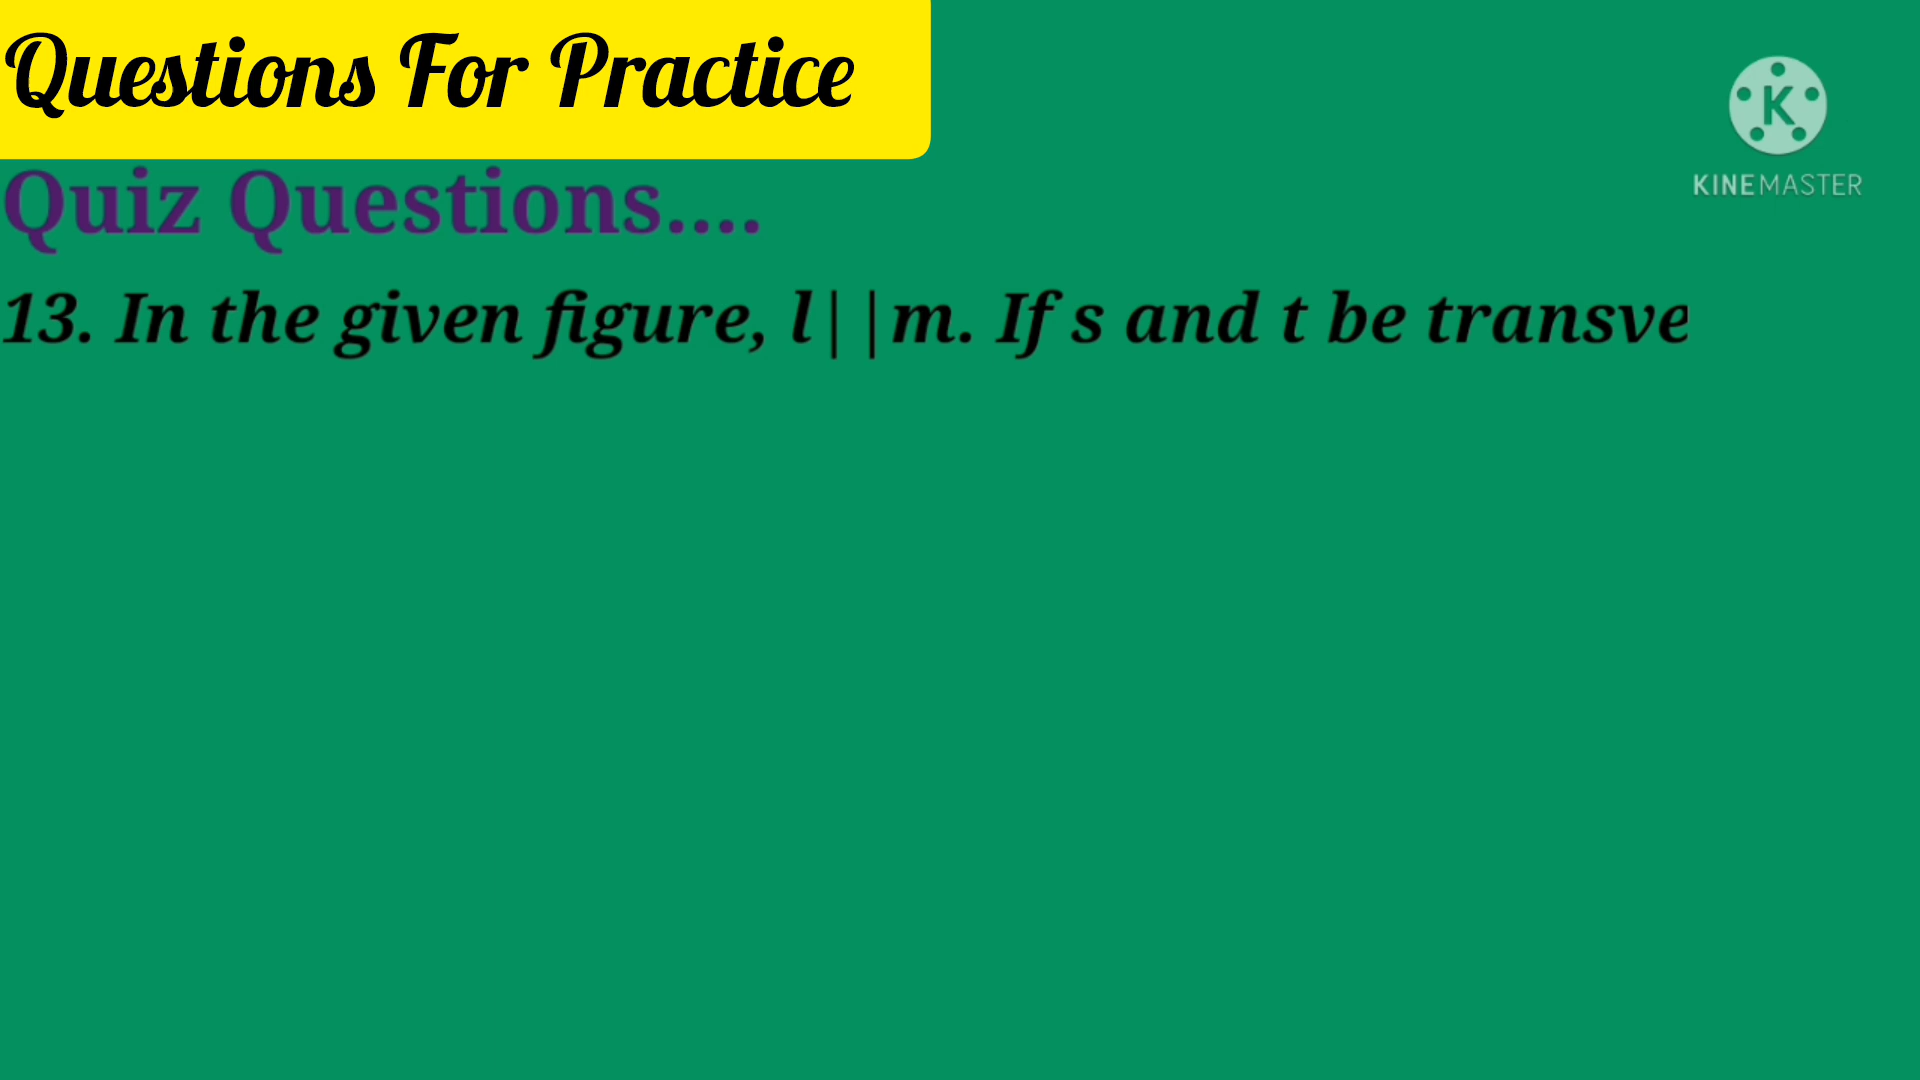 Questions For Practice
KINEMASTER
Quiz Questions....
13. In the given figure, l||m. If s and t be transve